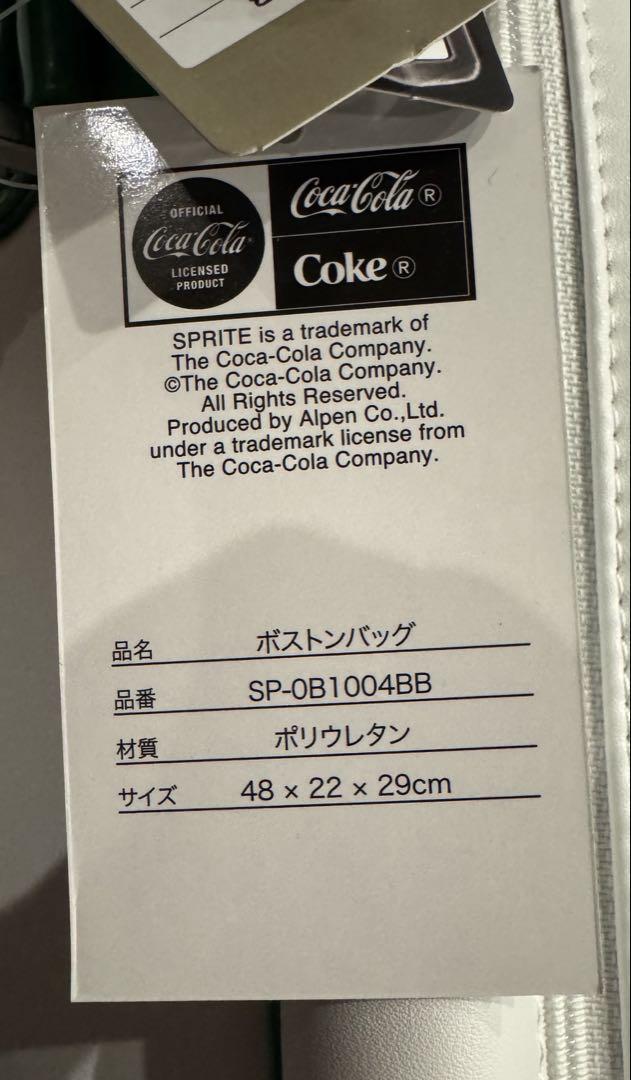 OFFICIAL
Coca-Cola
LICENSED
PRODUCT
Coca-Cola ®
Coke ®
SPRITE is a trademark of
The Coca-Cola Company.
©The Coca-Cola Company.
All Rights Reserved.
Produced by Alpen Co.,Ltd.
under a trademark license from
The Coca-Cola Company.
品名 ボストンバッグ
品番 SP-0B1004BB
材質 ポリウレタン
サイズ 48 × 22 × 29cm